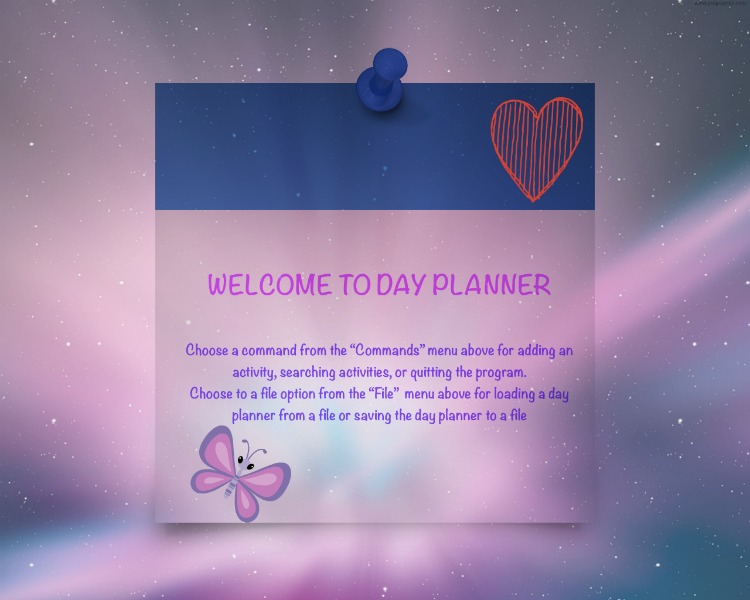 WELCOME TO DAY PLANNER
Choose a command from the “Commands” menu above for adding an
activity, searching activities, or quitting the program.
Choose to a file option from the “File” menu above for loading a day
planner from a file or saving the day planner to a file